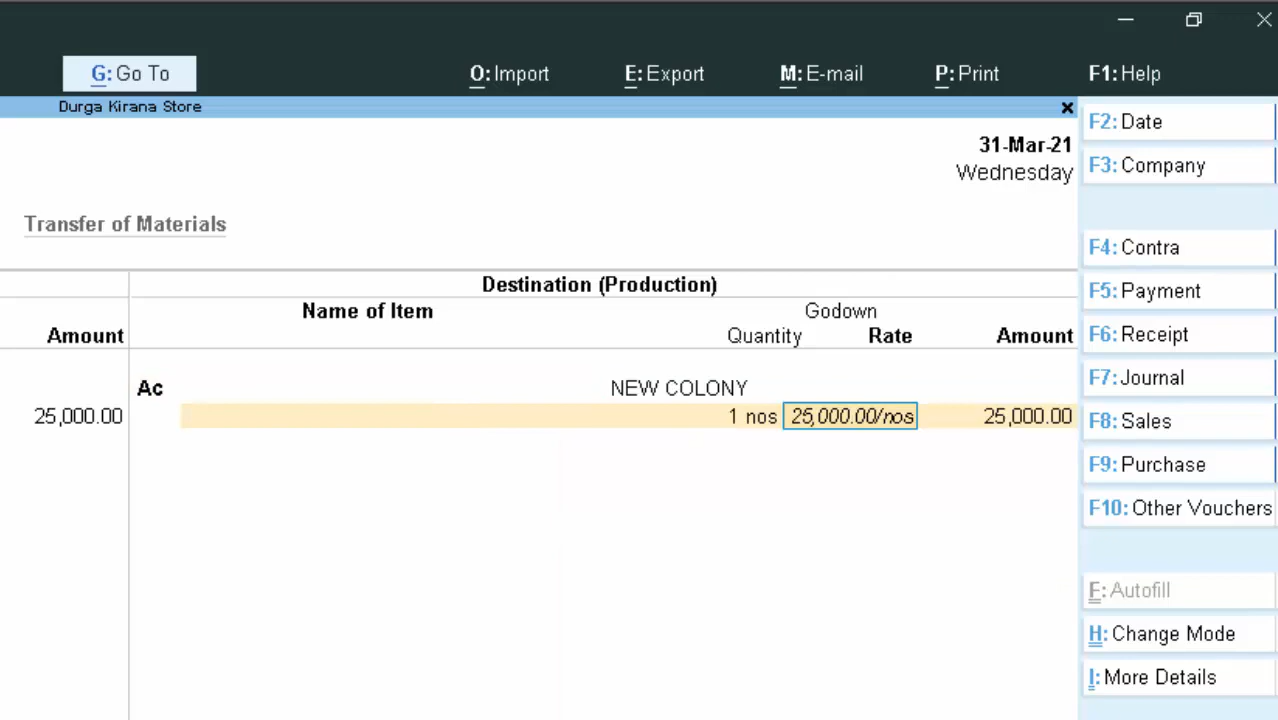 G: Go To O: Import E: Export M: E-mail P: Print F1: Help
Durga Kirana Store
31-Mar-21
Wednesday
Transfer of Materials
Destination (Production)
Name of Item Godown
Amount Quantity Rate Amount
Ac NEW COLONY
25,000.00 1 nos 25,000.00/nos 25,000.00
F2: Date
F3: Company
F4: Contra
F5: Payment
F6: Receipt
F7: Journal
F8: Sales
F9: Purchase
F10: Other Vouchers
F: Autofill
H: Change Mode
I: More Details